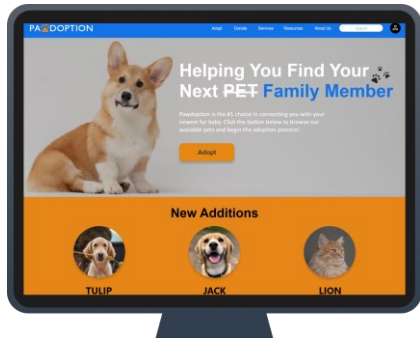 PAWDOPTION
Adopt Donate Services Resources About Us
Helping You Find Your
Next PET Family Member
Pawdoption is the #1 choice in connecting you with your
newest fur baby. Click the button below to browse our
available pets and begin the adoption process!
Adopt
New Additions
TULIP JACK LION